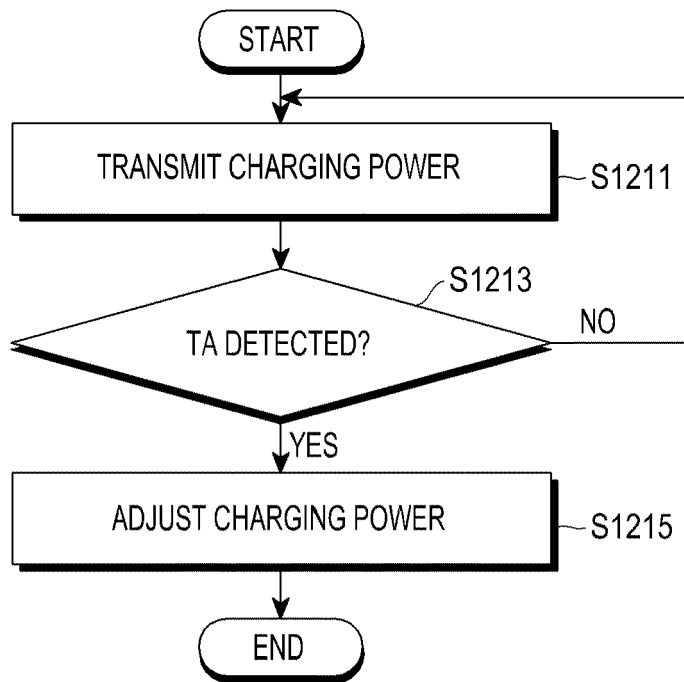 START
TRANSMIT CHARGING POWER
S1211
S1213
TA DETECTED?
NO
YES
ADJUST CHARGING POWER
S1215
END